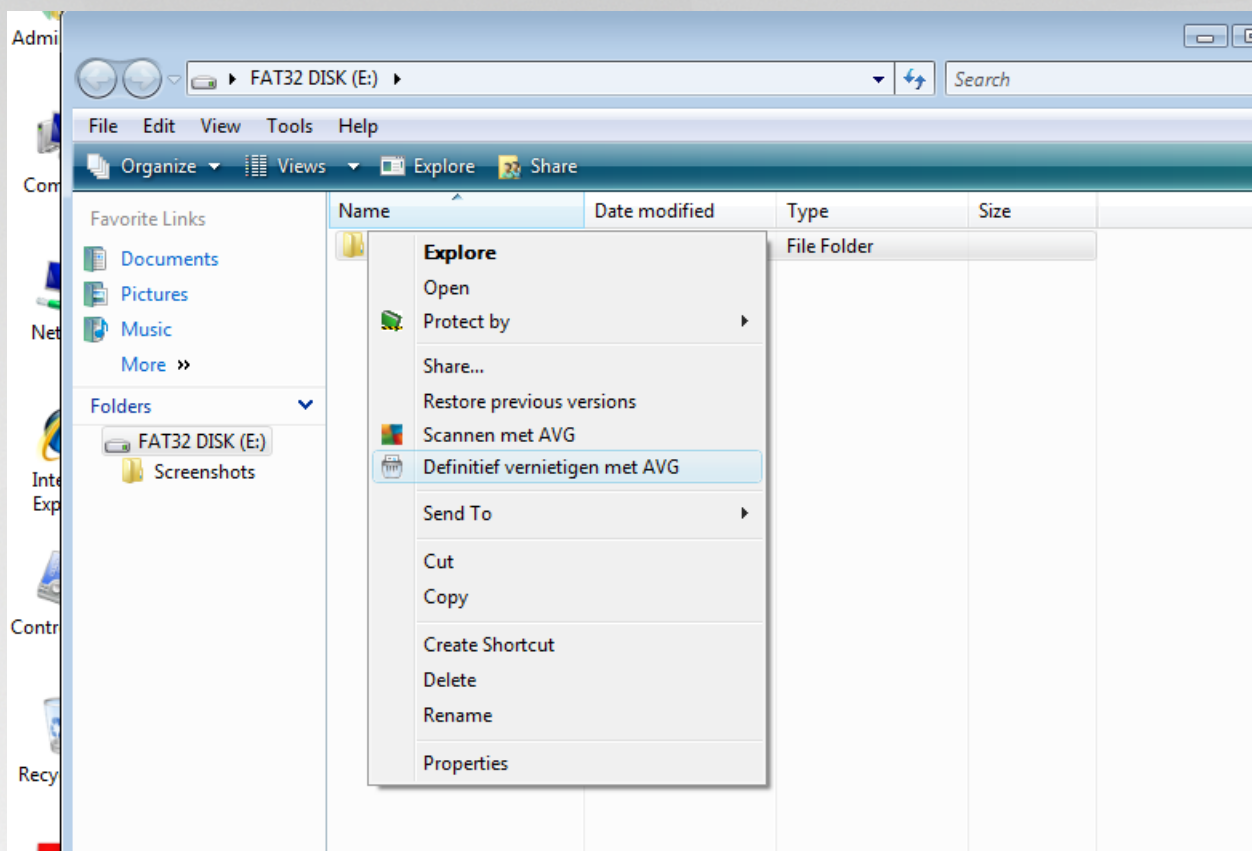 Admi
FAT32 DISK (E:)
Search
File Edit View Tools Help
Organize Views Explore Share
Com
Favorite Links
Name Date modified Type Size
File Folder
Documents
Pictures
Music
More »
Net
Folders
FAT32 DISK (E:)
Screenshots
Inte
Exp
Contr
Recy
Explore
Open
Protect by
Share...
Restore previous versions
Scannen met AVG
Definitief vernietigen met AVG
Send To
Cut
Copy
Create Shortcut
Delete
Rename
Properties